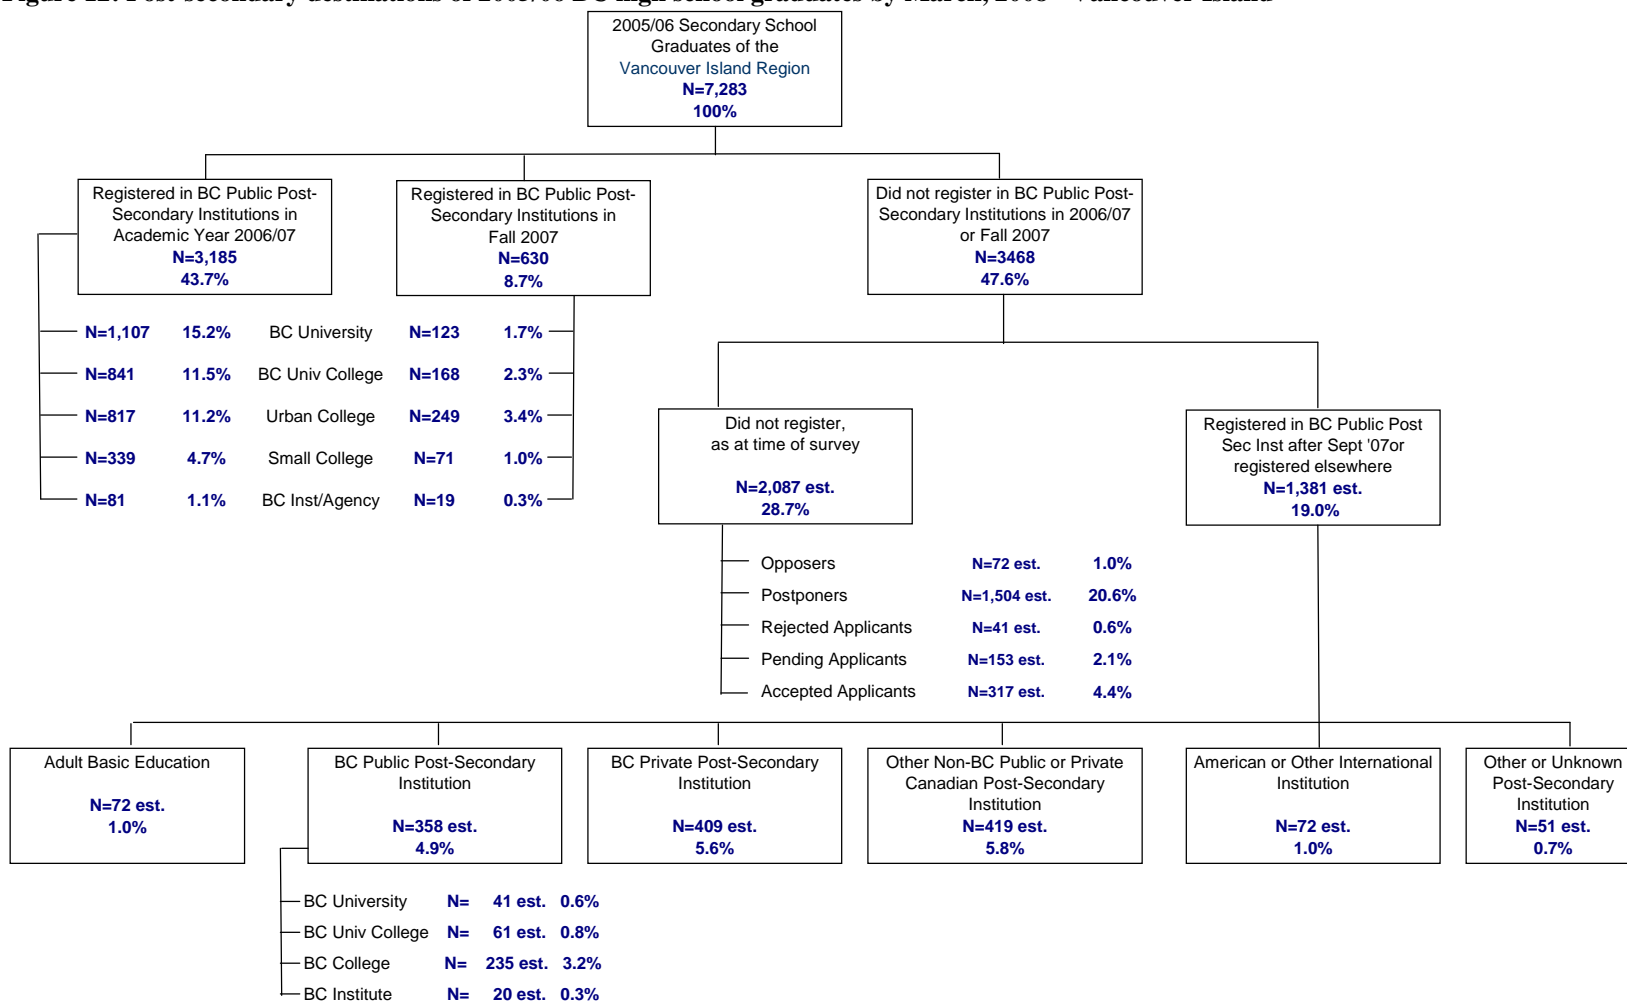 2005/06 Secondary School
Graduates of the
Vancouver Island Region
N=7,283
100%
Registered in BC Public Post-
Secondary Institutions in
Academic Year 2006/07
N=3,185
43.7%
Registered in BC Public Post-
Secondary Institutions in
Fall 2007
N=630
8.7%
Did not register in BC Public Post-
Secondary Institutions in 2006/07
or Fall 2007
N=3468
47.6%
N=1,107 15.2% BC University N=123 1.7%
N=841 11.5% BC Univ College N=168 2.3%
N=817 11.2% Urban College N=249 3.4%
N=339 4.7% Small College N=71 1.0%
N=81 1.1% BC Inst/Agency N=19 0.3%
Did not register,
as at time of survey
N=2,087 est.
28.7%
Registered in BC Public Post
Sec Inst after Sept '07or
registered elsewhere
N=1,381 est.
19.0%
Opposers N=72 est. 1.0%
Postponers N=1,504 est. 20.6%
Rejected Applicants N=41 est. 0.6%
Pending Applicants N=153 est. 2.1%
Accepted Applicants N=317 est. 4.4%
Adult Basic Education
N=72 est.
1.0%
BC Public Post-Secondary
Institution
N=358 est.
4.9%
BC Private Post-Secondary
Institution
N=409 est.
5.6%
Other Non-BC Public or Private
Canadian Post-Secondary
Institution
N=419 est.
5.8%
American or Other International
Institution
N=72 est.
1.0%
Other or Unknown
Post-Secondary
Institution
N=51 est.
0.7%
BC University N= 41 est. 0.6%
BC Univ College N= 61 est. 0.8%
BC College N= 235 est. 3.2%
BC Institute N= 20 est. 0.3%